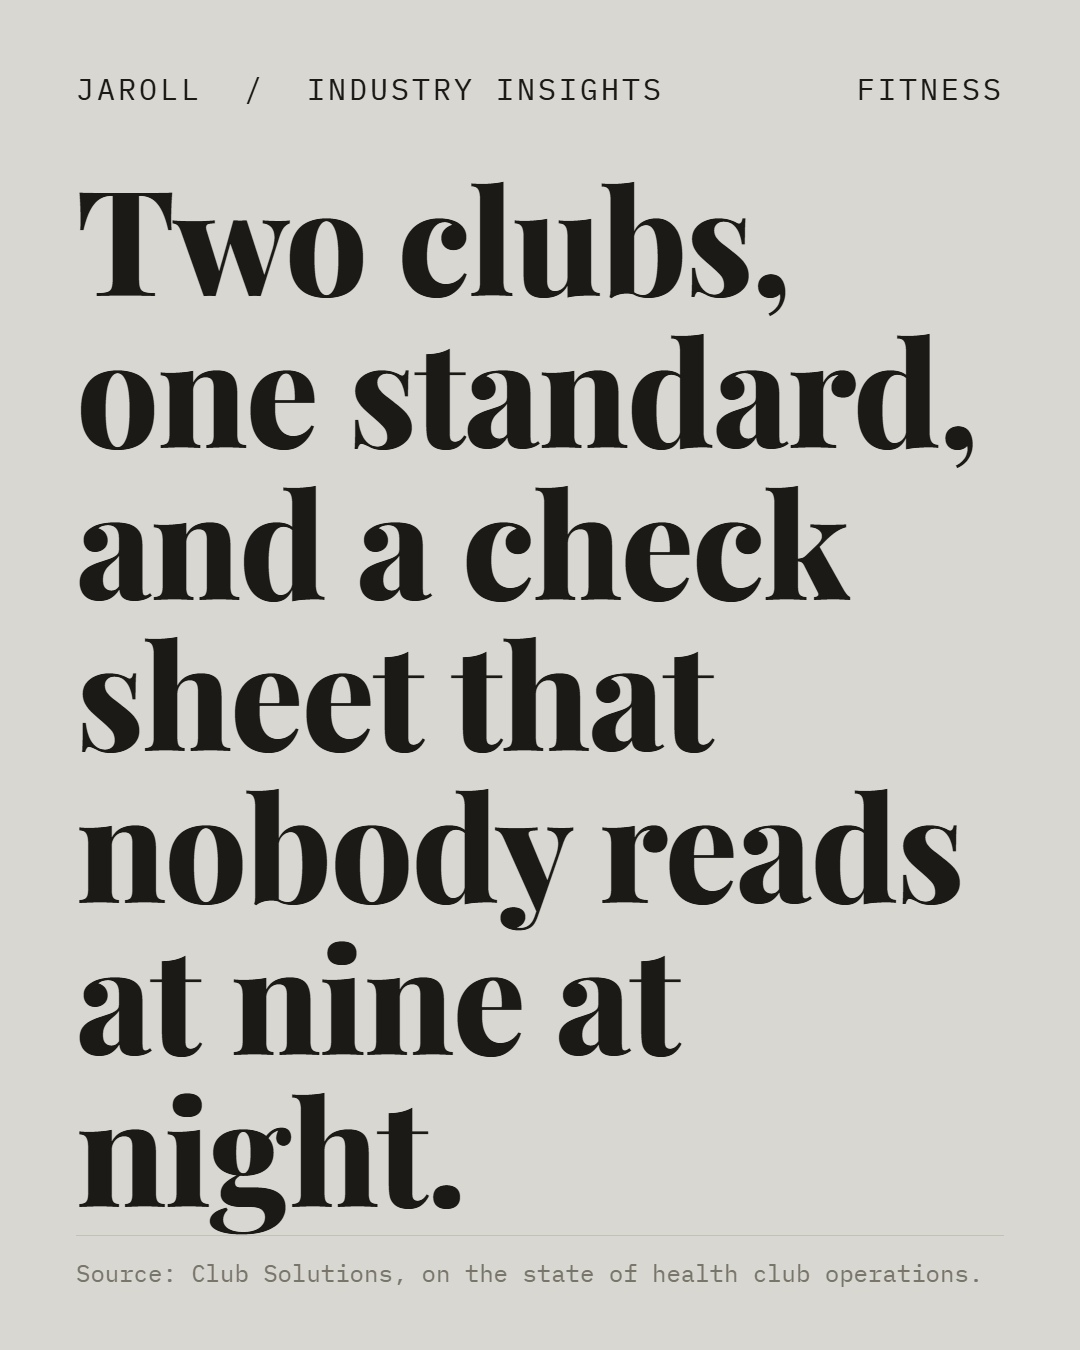 JAROLL / INDUSTRY INSIGHTS FITNESS
Two clubs,
one standard,
and a check
sheet that
nobody reads
at nine at
night.
Source: Club Solutions, on the state of health club operations.